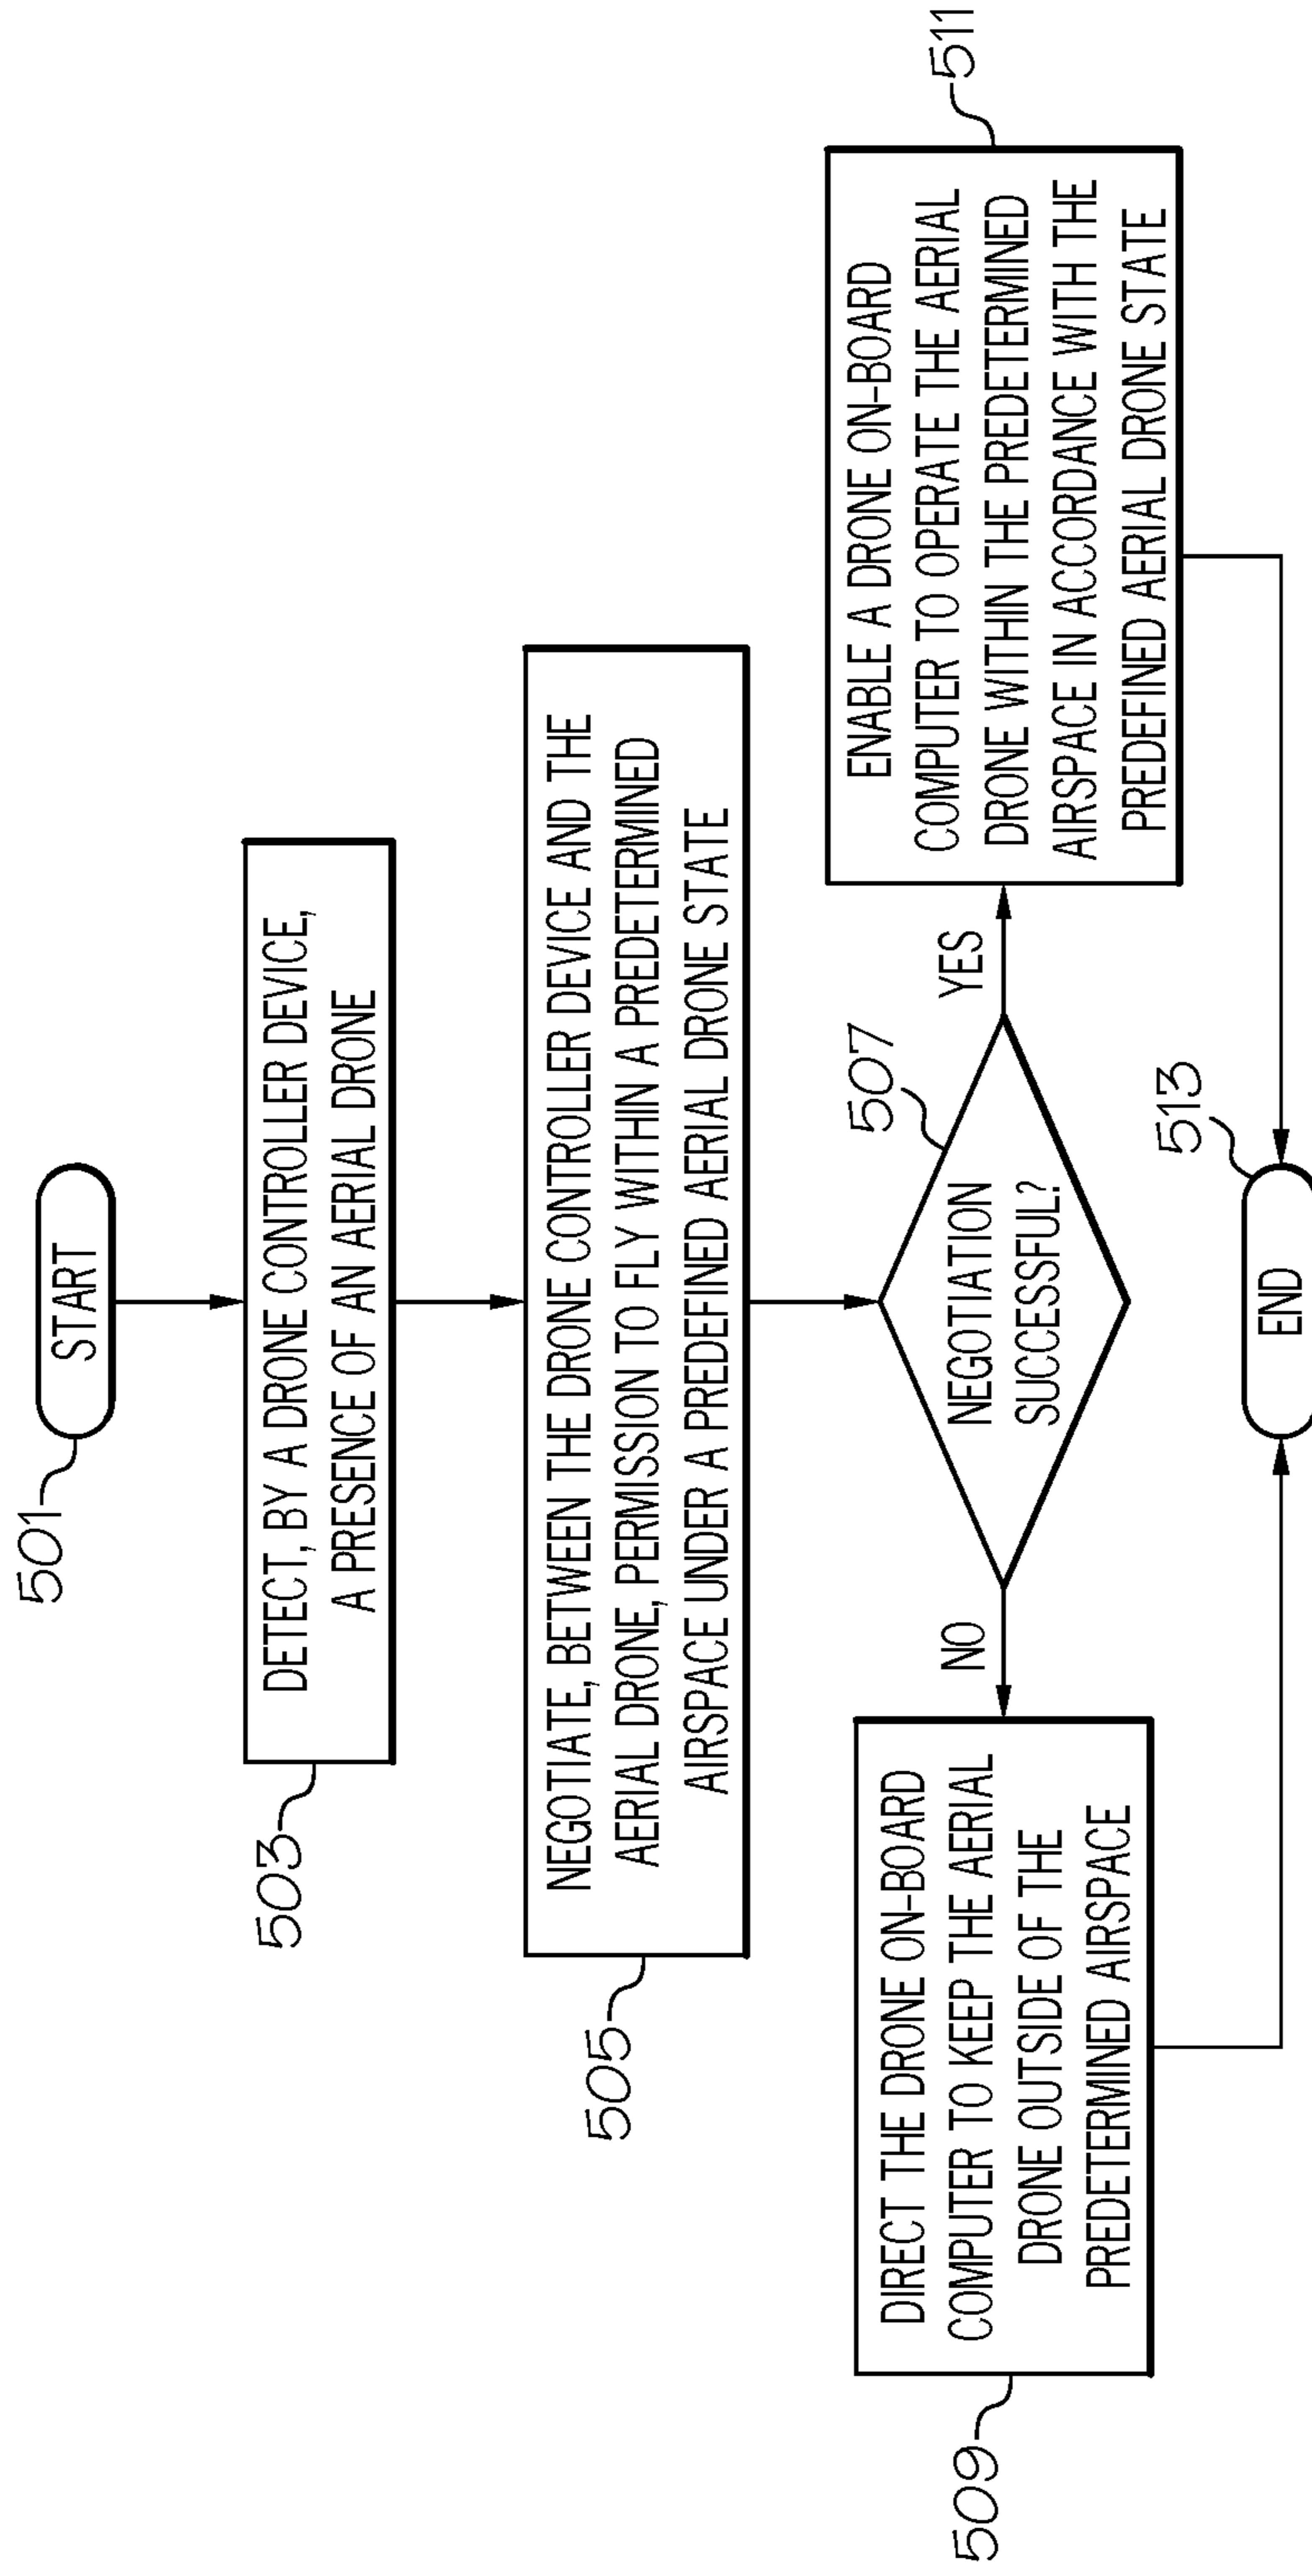 501
START
503
DETECT, BY A DRONE CONTROLLER DEVICE,
A PRESENCE OF AN AERIAL DRONE
505
NEGOTIATE, BETWEEN THE DRONE CONTROLLER DEVICE AND THE
AERIAL DRONE, PERMISSION TO FLY WITHIN A PREDETERMINED
AIRSPACE UNDER A PREDEFINED AERIAL DRONE STATE
507
NEGOTIATION
SUCCESSFUL?
NO
YES
509
DIRECT THE DRONE ON-BOARD
COMPUTER TO KEEP THE AERIAL
DRONE OUTSIDE OF THE
PREDETERMINED AIRSPACE
511
ENABLE A DRONE ON-BOARD
COMPUTER TO OPERATE THE AERIAL
DRONE WITHIN THE PREDETERMINED
AIRSPACE IN ACCORDANCE WITH THE
PREDEFINED AERIAL DRONE STATE
513
END